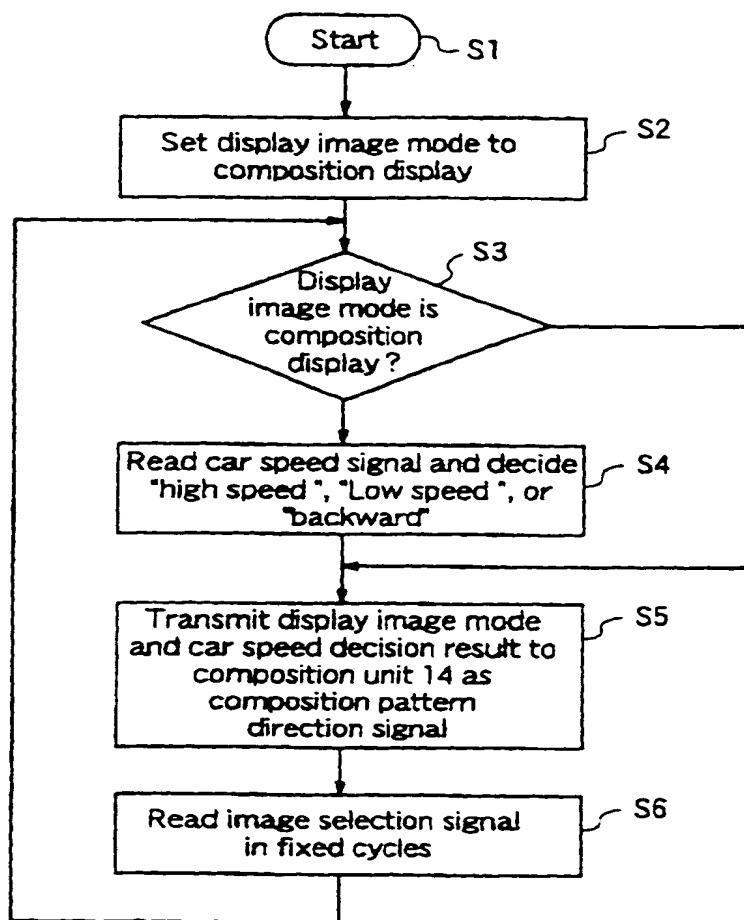 Start
S1
Set display image mode to
composition display
S2
S3
Display
image mode is
composition
display?
Read car speed signal and decide
"high speed", "Low speed", or
"backward"
S4
Transmit display image mode
and car speed decision result to
composition unit 14 as
composition pattern
direction signal
S5
Read image selection signal
in fixed cycles
S6